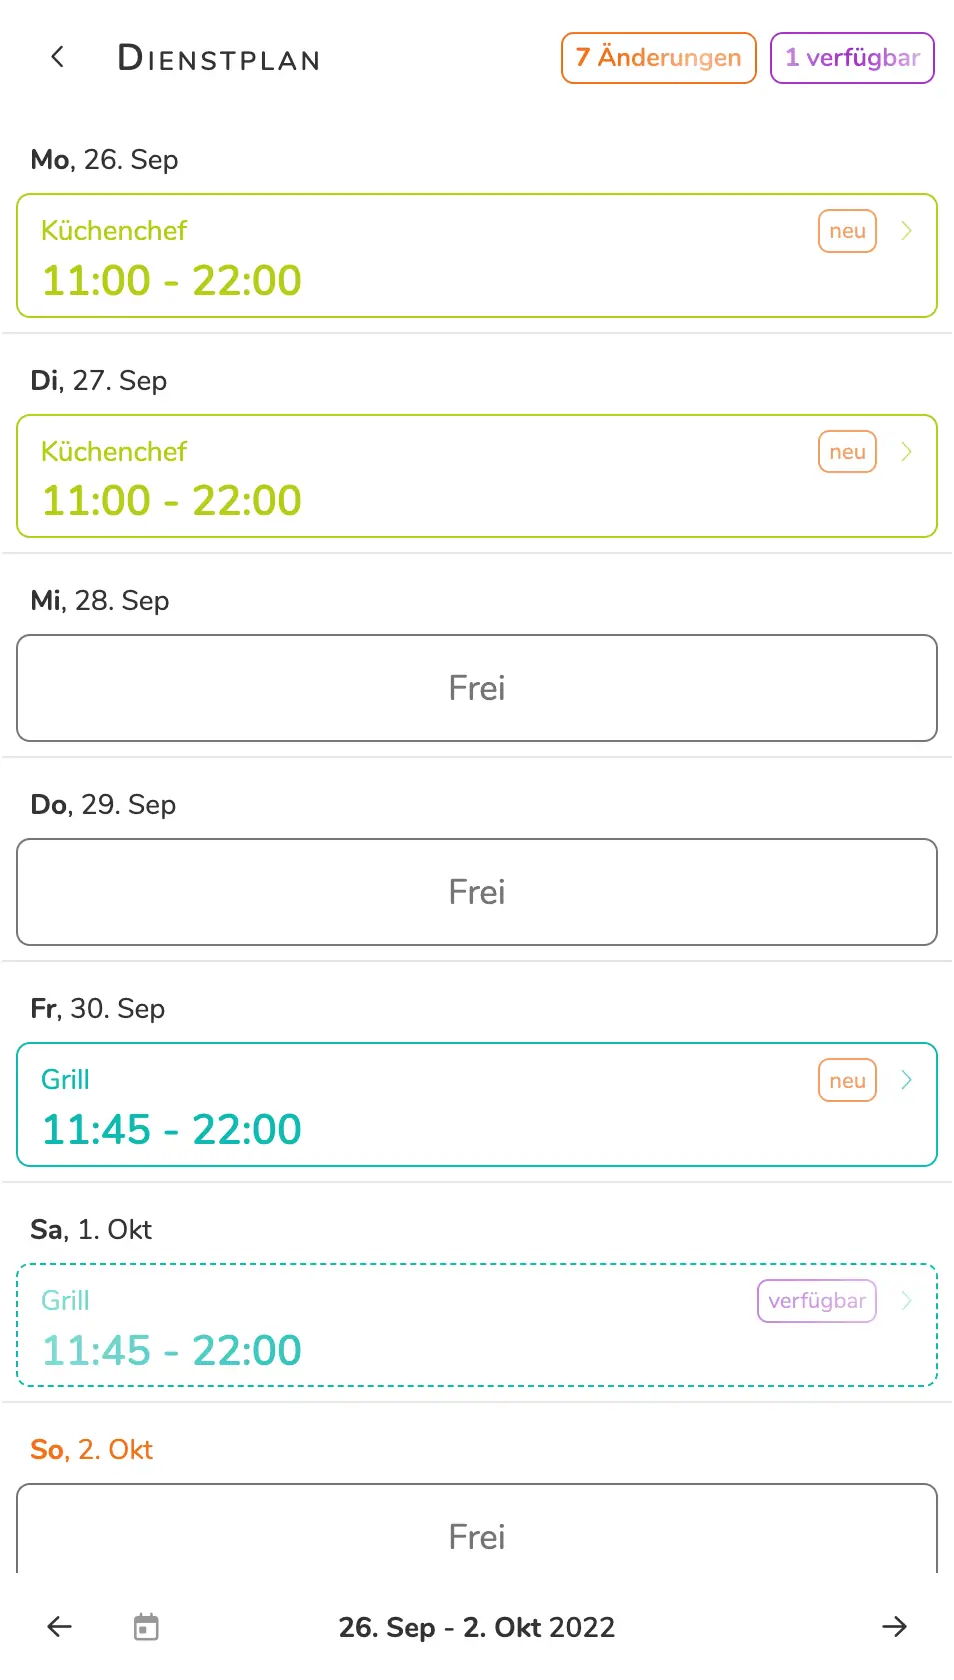 Dienstplan 7 Änderungen 1 verfügbar
Mo, 26. Sep
Küchenchef neu
11:00 - 22:00
Di, 27. Sep
Küchenchef neu
11:00 - 22:00
Mi, 28. Sep
Frei
Do, 29. Sep
Frei
Fr, 30. Sep
Grill neu
11:45 - 22:00
Sa, 1. Okt
Grill verfügbar
11:45 - 22:00
So, 2. Okt
Frei
26. Sep - 2. Okt 2022